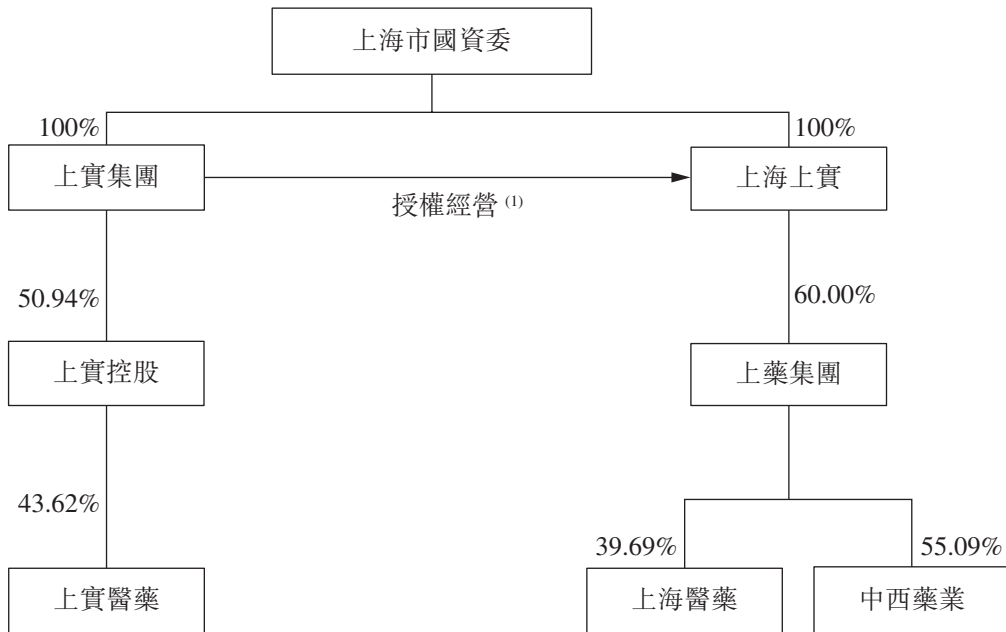 上海市國資委
100%
100%
上實集團
上海上實
授權經營 (1)
50.94%
60.00%
上實控股
上藥集團
43.62%
39.69%
55.09%
上實醫藥
上海醫藥
中西藥業